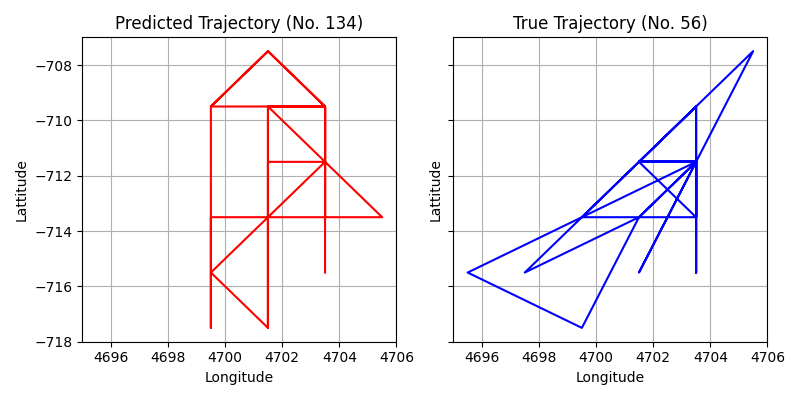 Predicted Trajectory (No. 134)
True Trajectory (No. 56)
Lattitude
−708
−710
−712
−714
−716
−718
4696 4698 4700 4702 4704 4706
Longitude
Lattitude
4696 4698 4700 4702 4704 4706
Longitude